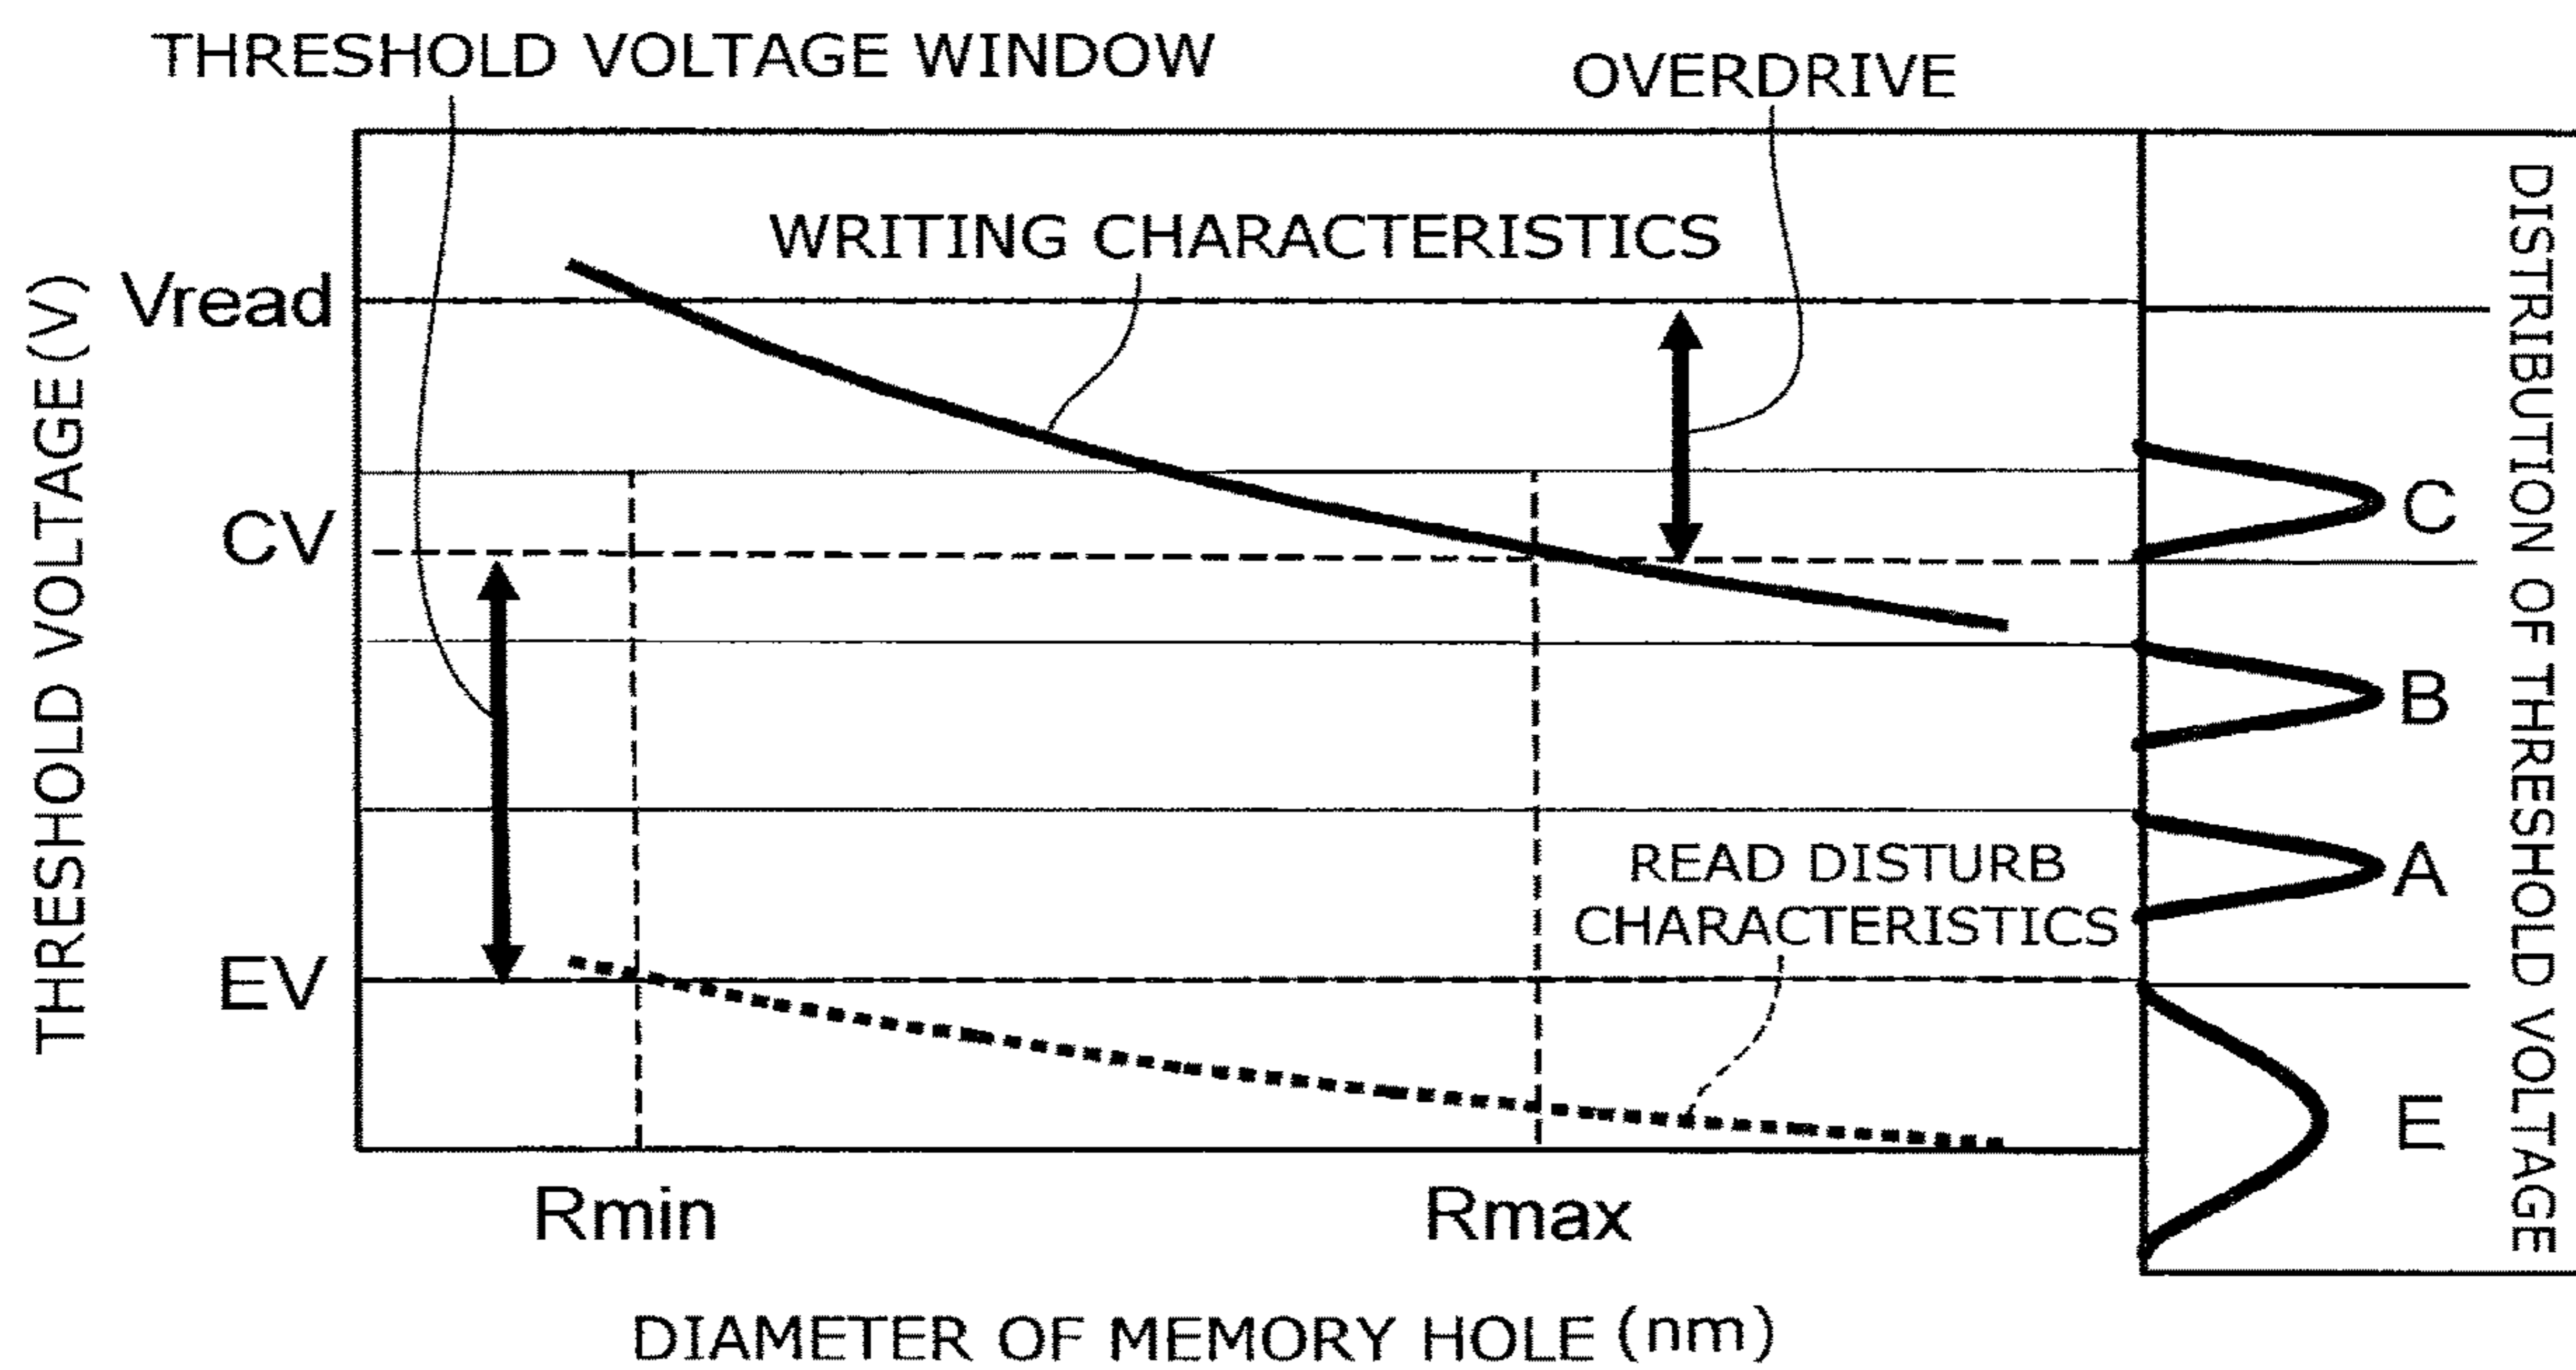 THRESHOLD VOLTAGE WINDOW
OVERDRIVE
WRITING CHARACTERISTICS
THRESHOLD VOLTAGE (V)
Vread
CV
EV
READ DISTURB
CHARACTERISTICS
C
B
A
E
DISTRIBUTION OF THRESHOLD VOLTAGE
Rmin
Rmax
DIAMETER OF MEMORY HOLE (nm)